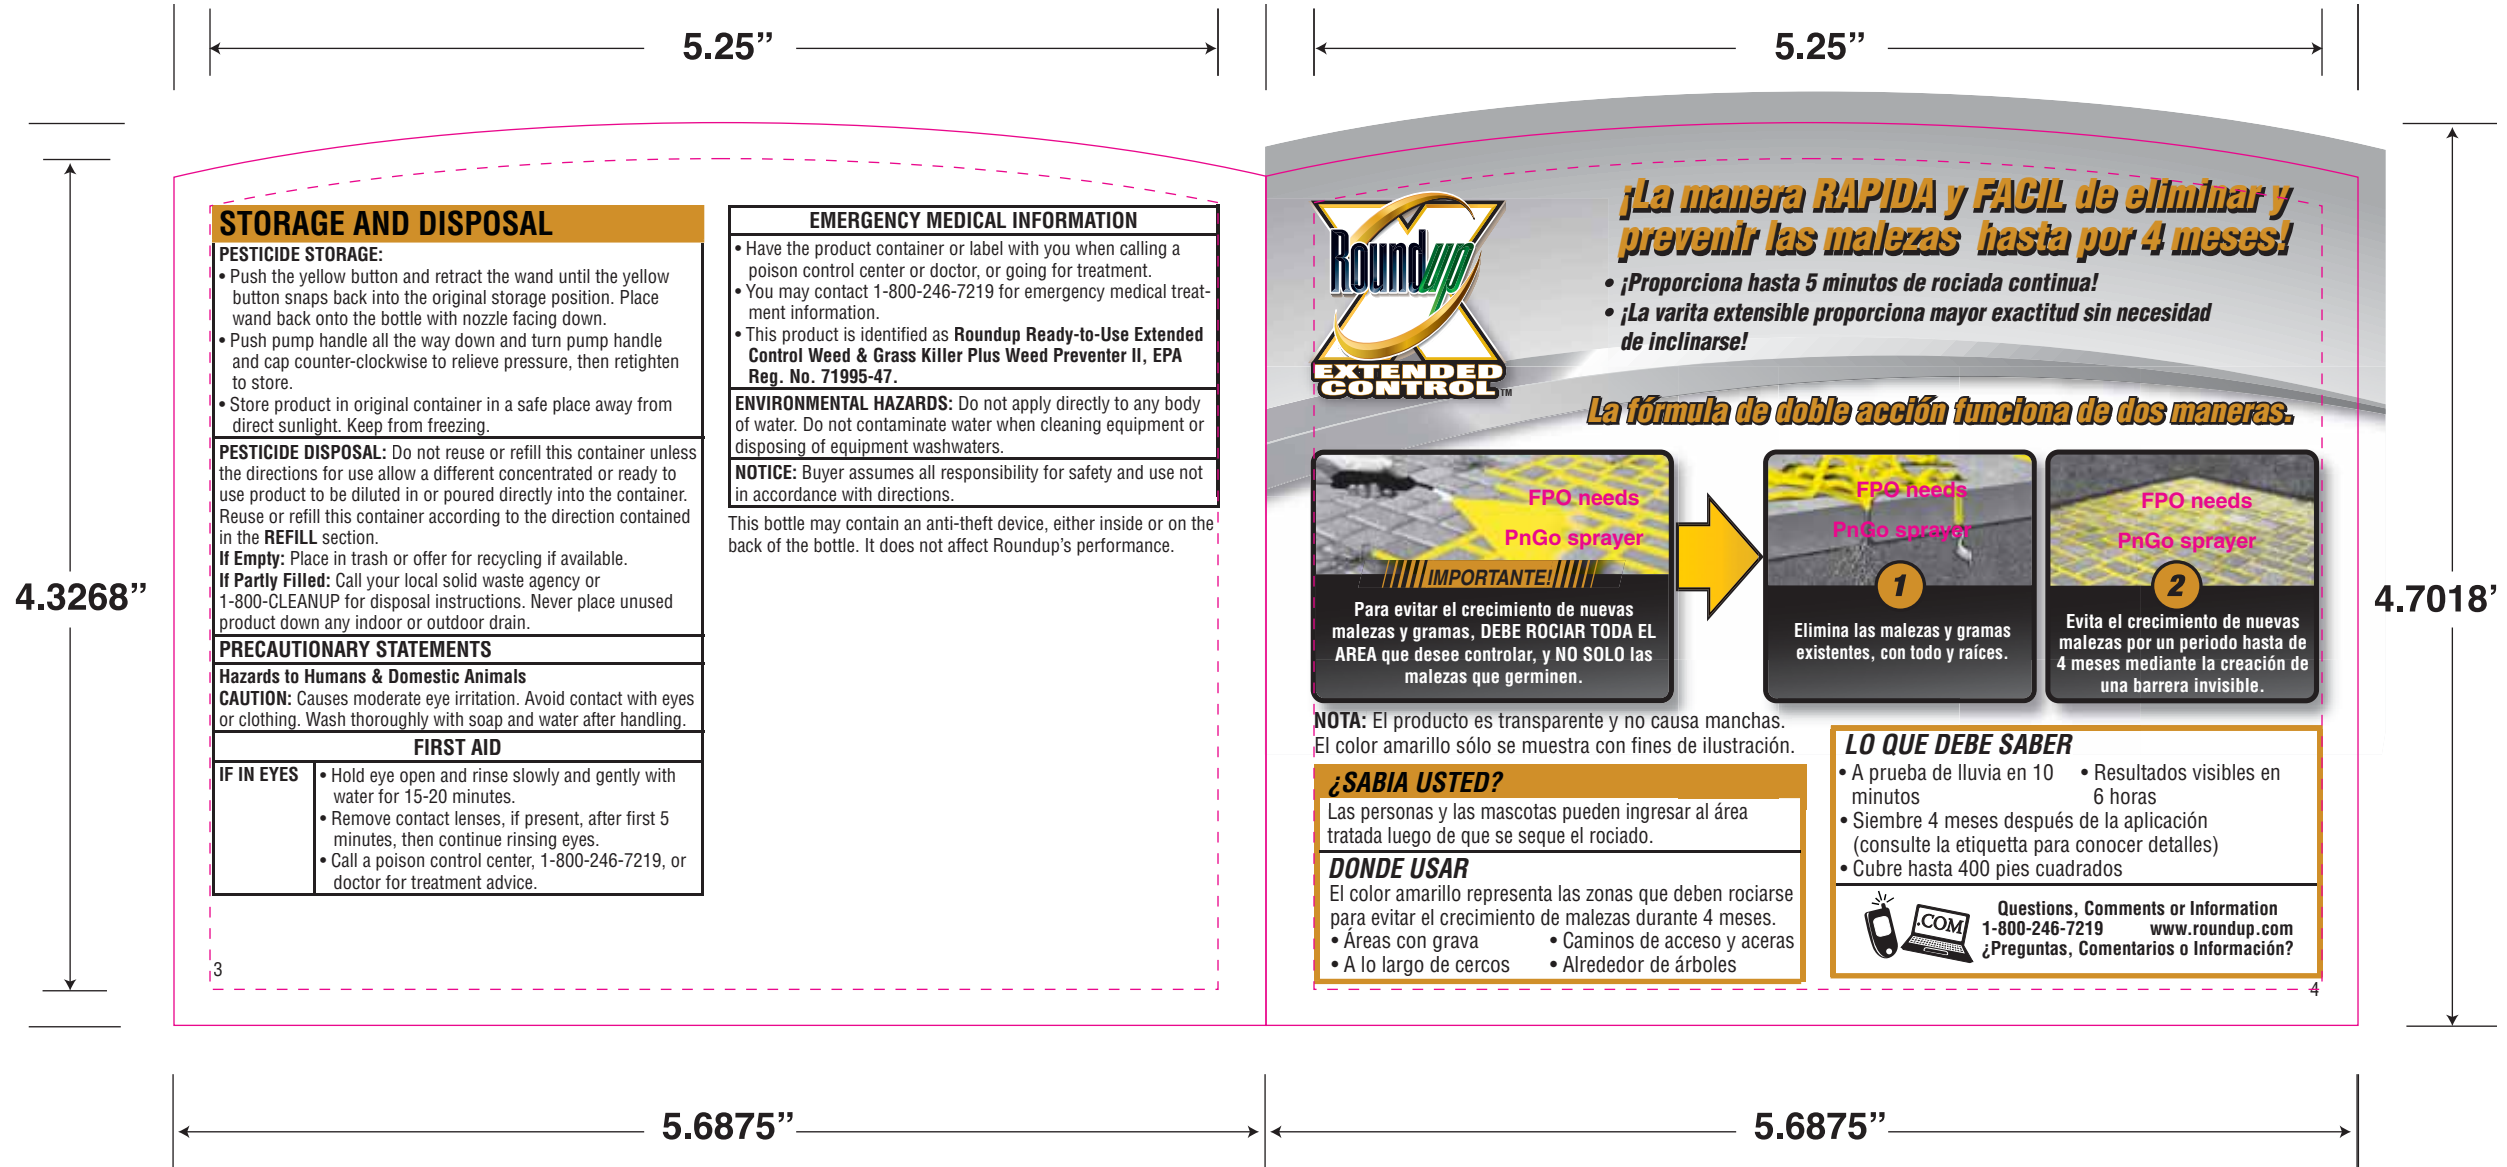 5.25”
5.25”
4.3268”
4.7018’
STORAGE AND DISPOSAL
PESTICIDE STORAGE:
• Push the yellow button and retract the wand until the yellow
button snaps back into the original storage position. Place
wand back onto the bottle with nozzle facing down.
• Push pump handle all the way down and turn pump handle
and cap counter-clockwise to relieve pressure, then retighten
to store.
• Store product in original container in a safe place away from
direct sunlight. Keep from freezing.
PESTICIDE DISPOSAL: Do not reuse or refill this container unless
the directions for use allow a different concentrated or ready to
use product to be diluted in or poured directly into the container.
Reuse or refill this container according to the direction contained
in the REFILL section.
If Empty: Place in trash or offer for recycling if available.
If Partly Filled: Call your local solid waste agency or
1-800-CLEANUP for disposal instructions. Never place unused
product down any indoor or outdoor drain.
PRECAUTIONARY STATEMENTS
Hazards to Humans & Domestic Animals
CAUTION: Causes moderate eye irritation. Avoid contact with eyes
or clothing. Wash thoroughly with soap and water after handling.
FIRST AID
IF IN EYES
• Hold eye open and rinse slowly and gently with
water for 15-20 minutes.
• Remove contact lenses, if present, after first 5
minutes, then continue rinsing eyes.
• Call a poison control center, 1-800-246-7219, or
doctor for treatment advice.
3
EMERGENCY MEDICAL INFORMATION
• Have the product container or label with you when calling a
poison control center or doctor, or going for treatment.
• You may contact 1-800-246-7219 for emergency medical treat-
ment information.
• This product is identified as Roundup Ready-to-Use Extended
Control Weed & Grass Killer Plus Weed Preventer II, EPA
Reg. No. 71995-47.
ENVIRONMENTAL HAZARDS: Do not apply directly to any body
of water. Do not contaminate water when cleaning equipment or
disposing of equipment washwaters.
NOTICE: Buyer assumes all responsibility for safety and use not
in accordance with directions.
This bottle may contain an anti-theft device, either inside or on the
back of the bottle. It does not affect Roundup’s performance.
Roundup
EXTENDED
CONTROL™
¡La manera RAPIDA y FACIL de eliminar y
prevenir las malezas hasta por 4 meses!
• ¡Proporciona hasta 5 minutos de rociada continua!
• ¡La varita extensible proporciona mayor exactitud sin necesidad
de inclinarse!
La fórmula de doble acción funciona de dos maneras.
FPO needs
PnGo sprayer
IMPORTANTE!
Para evitar el crecimiento de nuevas
malezas y gramas, DEBE ROCIAR TODA EL
AREA que desee controlar, y NO SOLO las
malezas que germinen.
FPO needs
PnGo sprayer
1
Elimina las malezas y gramas
existentes, con todo y raíces.
FPO needs
PnGo sprayer
2
Evita el crecimiento de nuevas
malezas por un periodo hasta de
4 meses mediante la creación de
una barrera invisible.
NOTA: El producto es transparente y no causa manchas.
El color amarillo sólo se muestra con fines de ilustración.
¿SABIA USTED?
Las personas y las mascotas pueden ingresar al área
tratada luego de que se seque el rociado.
DONDE USAR
El color amarillo representa las zonas que deben rociarse
para evitar el crecimiento de malezas durante 4 meses.
• Áreas con grava • Caminos de acceso y aceras
• A lo largo de cercos • Alrededor de árboles
LO QUE DEBE SABER
• A prueba de lluvia en 10
minutos
• Resultados visibles en
6 horas
• Siembre 4 meses después de la aplicación
(consulte la etiquetta para conocer detalles)
• Cubre hasta 400 pies cuadrados
.COM
Questions, Comments or Information
1-800-246-7219 www.roundup.com
¿Preguntas, Comentarios o Información?
4
5.6875”
5.6875”